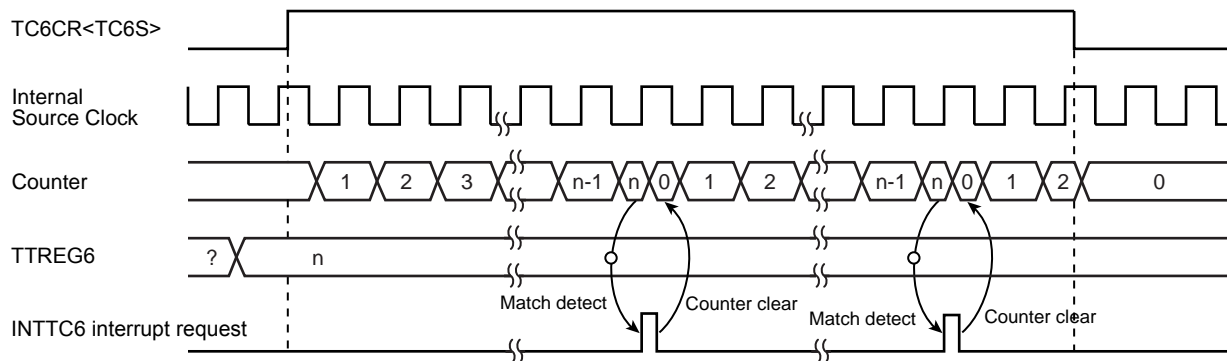 TC6CR<TC6S>
Internal
Source Clock
Counter
1 2 3 n-1 n 0 1 2 n-1 n 0 1 2 0
TTREG6
? n
Match detect Counter clear Match detect Counter clear
INTTC6 interrupt request